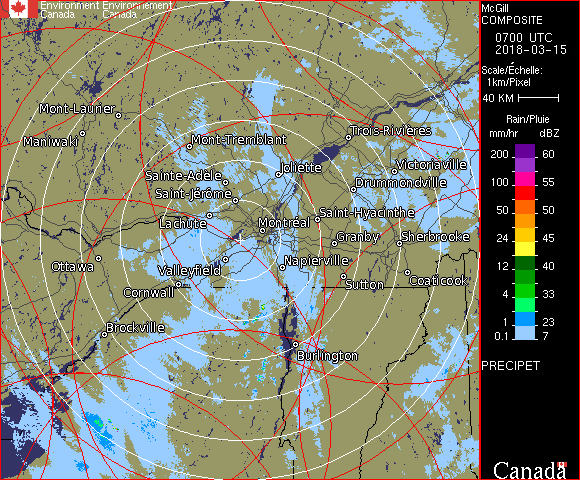 Environment Environnement
Canada Canada
McGill
COMPOSITE
0700 UTC
2018-03-15
Scale/Échelle:
1km/Pixel
40 KM
Rain/Pluie
mm/hr dBZ
200 60
100 55
50 50
24 45
12 40
4 33
1 23
0.1 7
PRECIPET
Canada
Mont-Laurier
Maniwaki
Mont-Tremblant
Trois-Rivières
Victoriaville
Joliette
Sainte-Adèle
Drummondville
Saint-Jérôme
Lachute
Saint-Hyacinthe
Montréal
Granby
Sherbrooke
Ottawa
Valleyfield
Napierville
Coaticook
Sutton
Cornwall
Brockville
Burlington